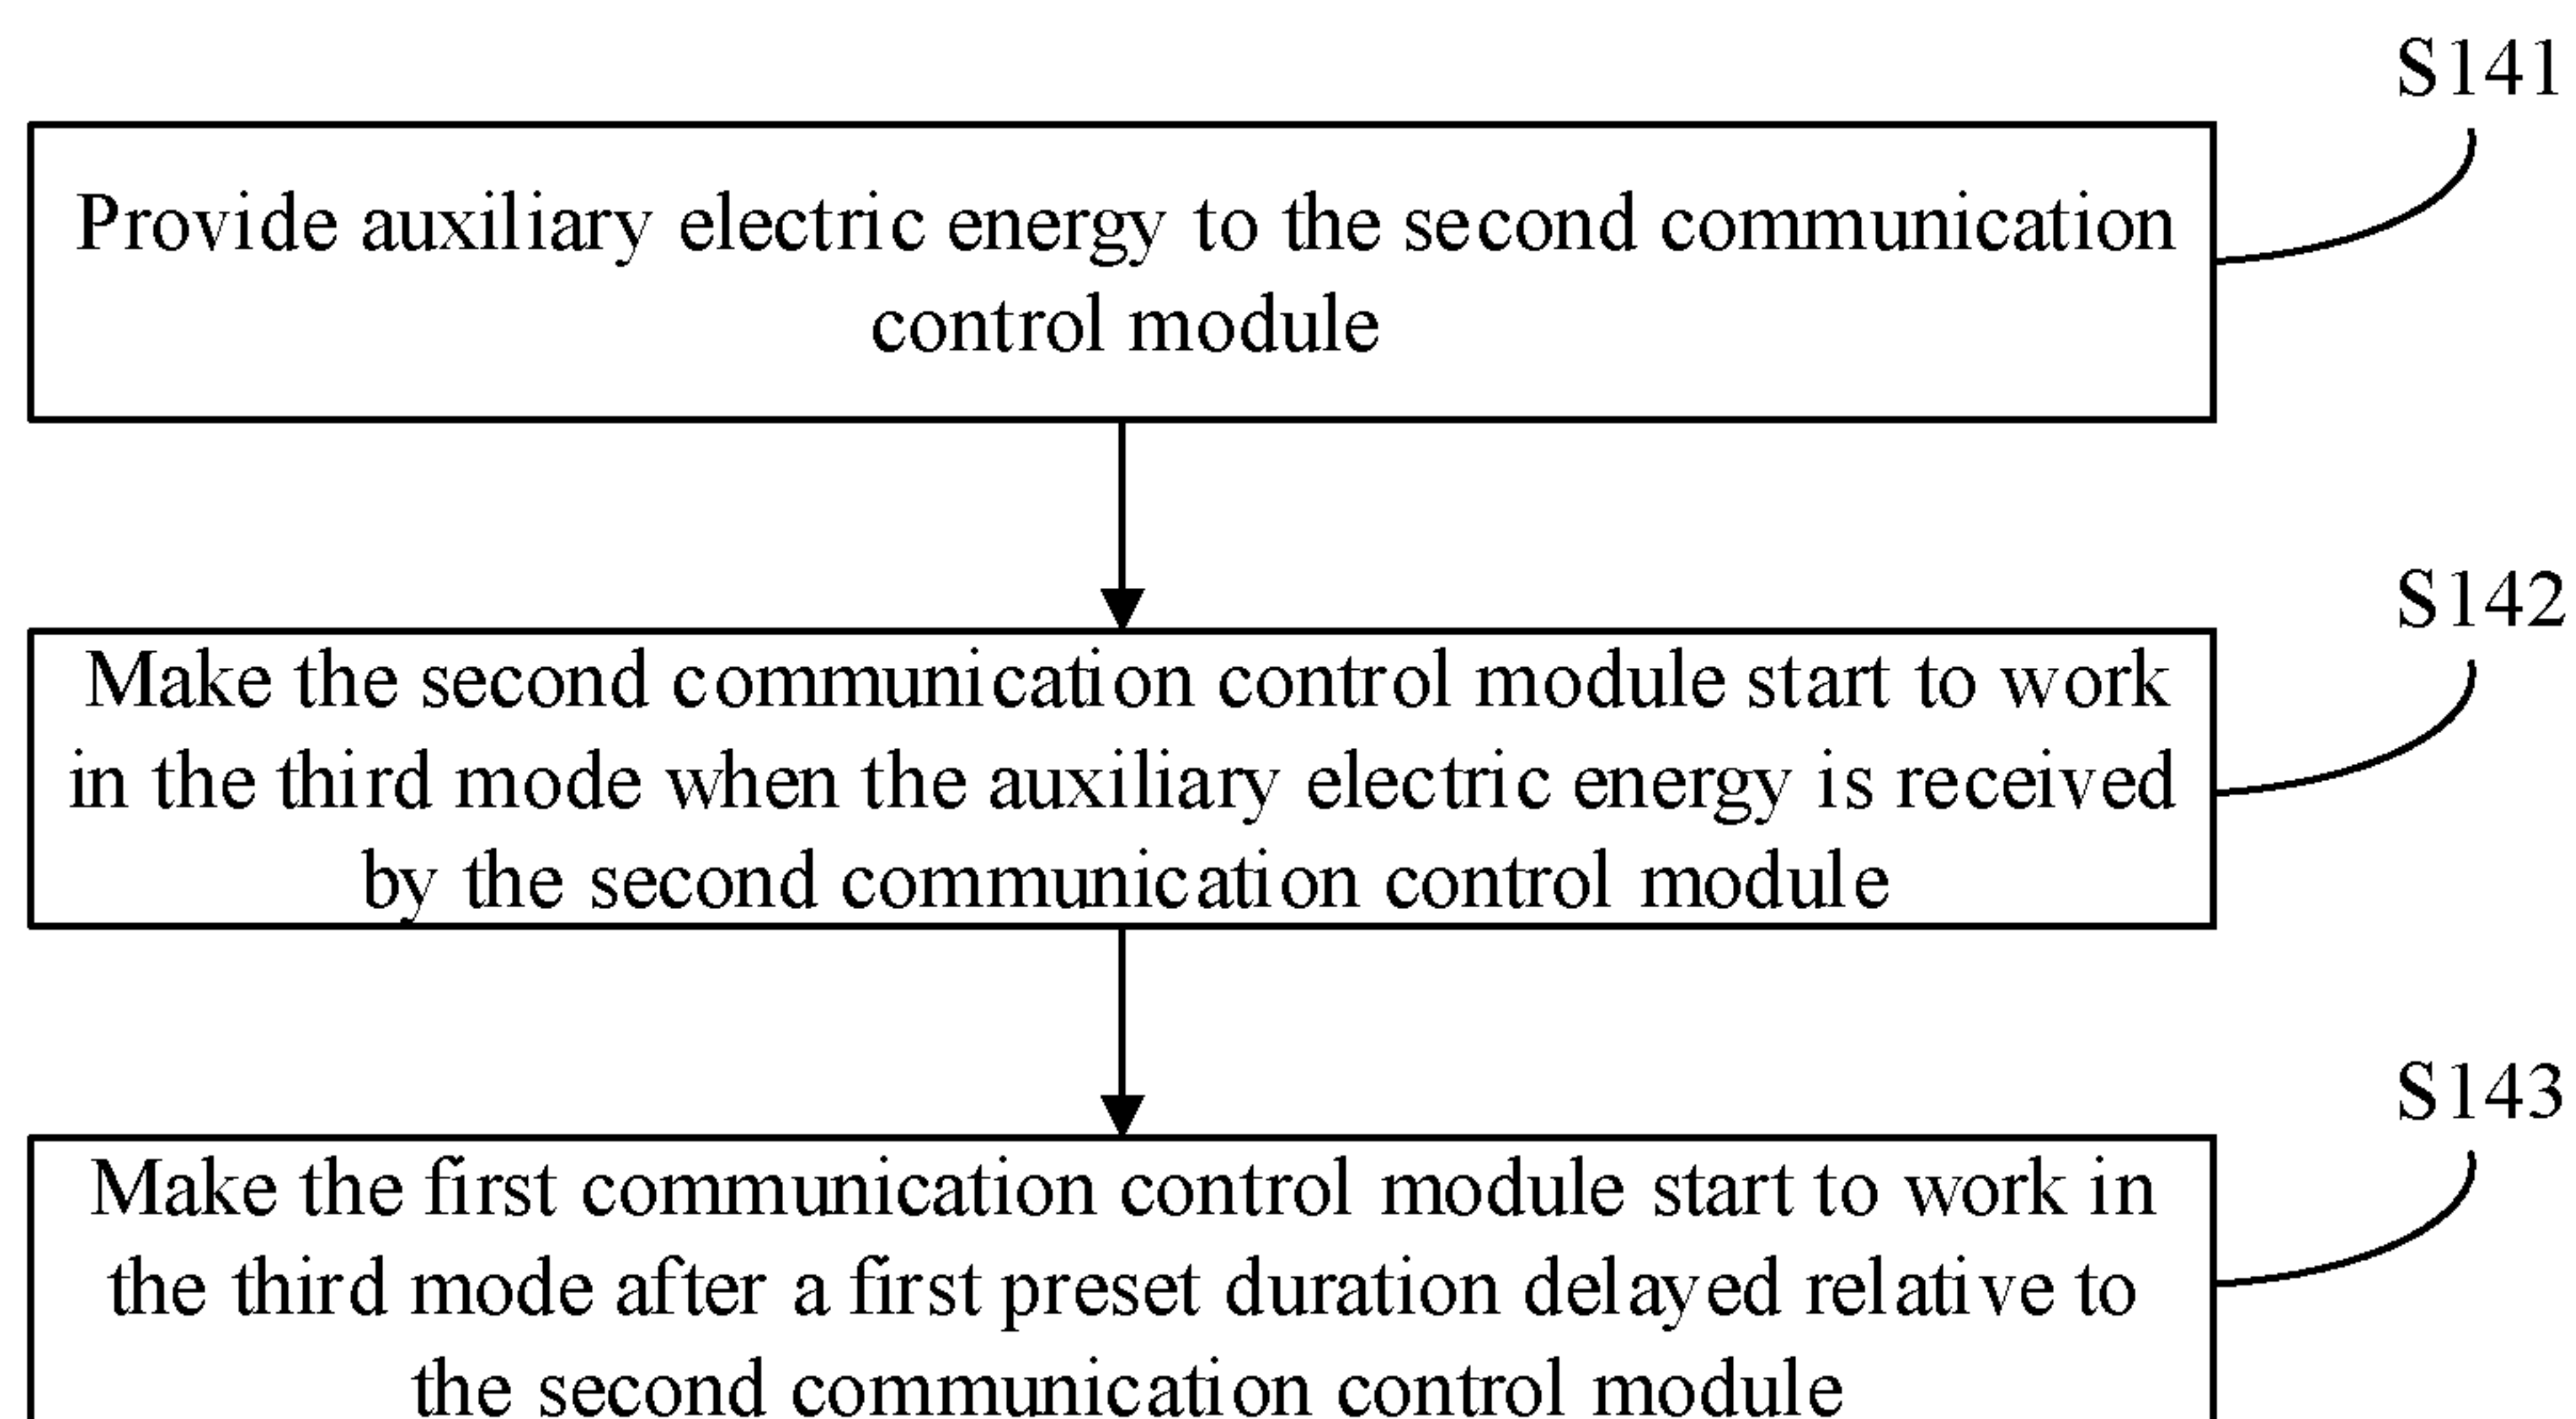 S141
Provide auxiliary electric energy to the second communication
control module
S142
Make the second communication control module start to work
in the third mode when the auxiliary electric energy is received
by the second communication control module
S143
Make the first communication control module start to work in
the third mode after a first preset duration delayed relative to
the second communication control module